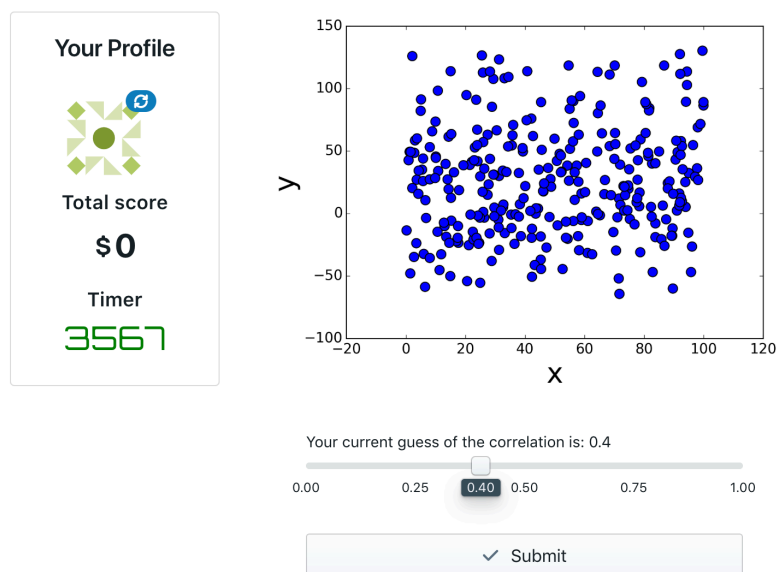 Your Profile
Total score
$0
Timer
3567
150
100
50
0
−50
−100
−20 0 20 40 60 80 100 120
y
x
Your current guess of the correlation is: 0.4
0.00 0.25 0.40 0.50 0.75 1.00
Submit